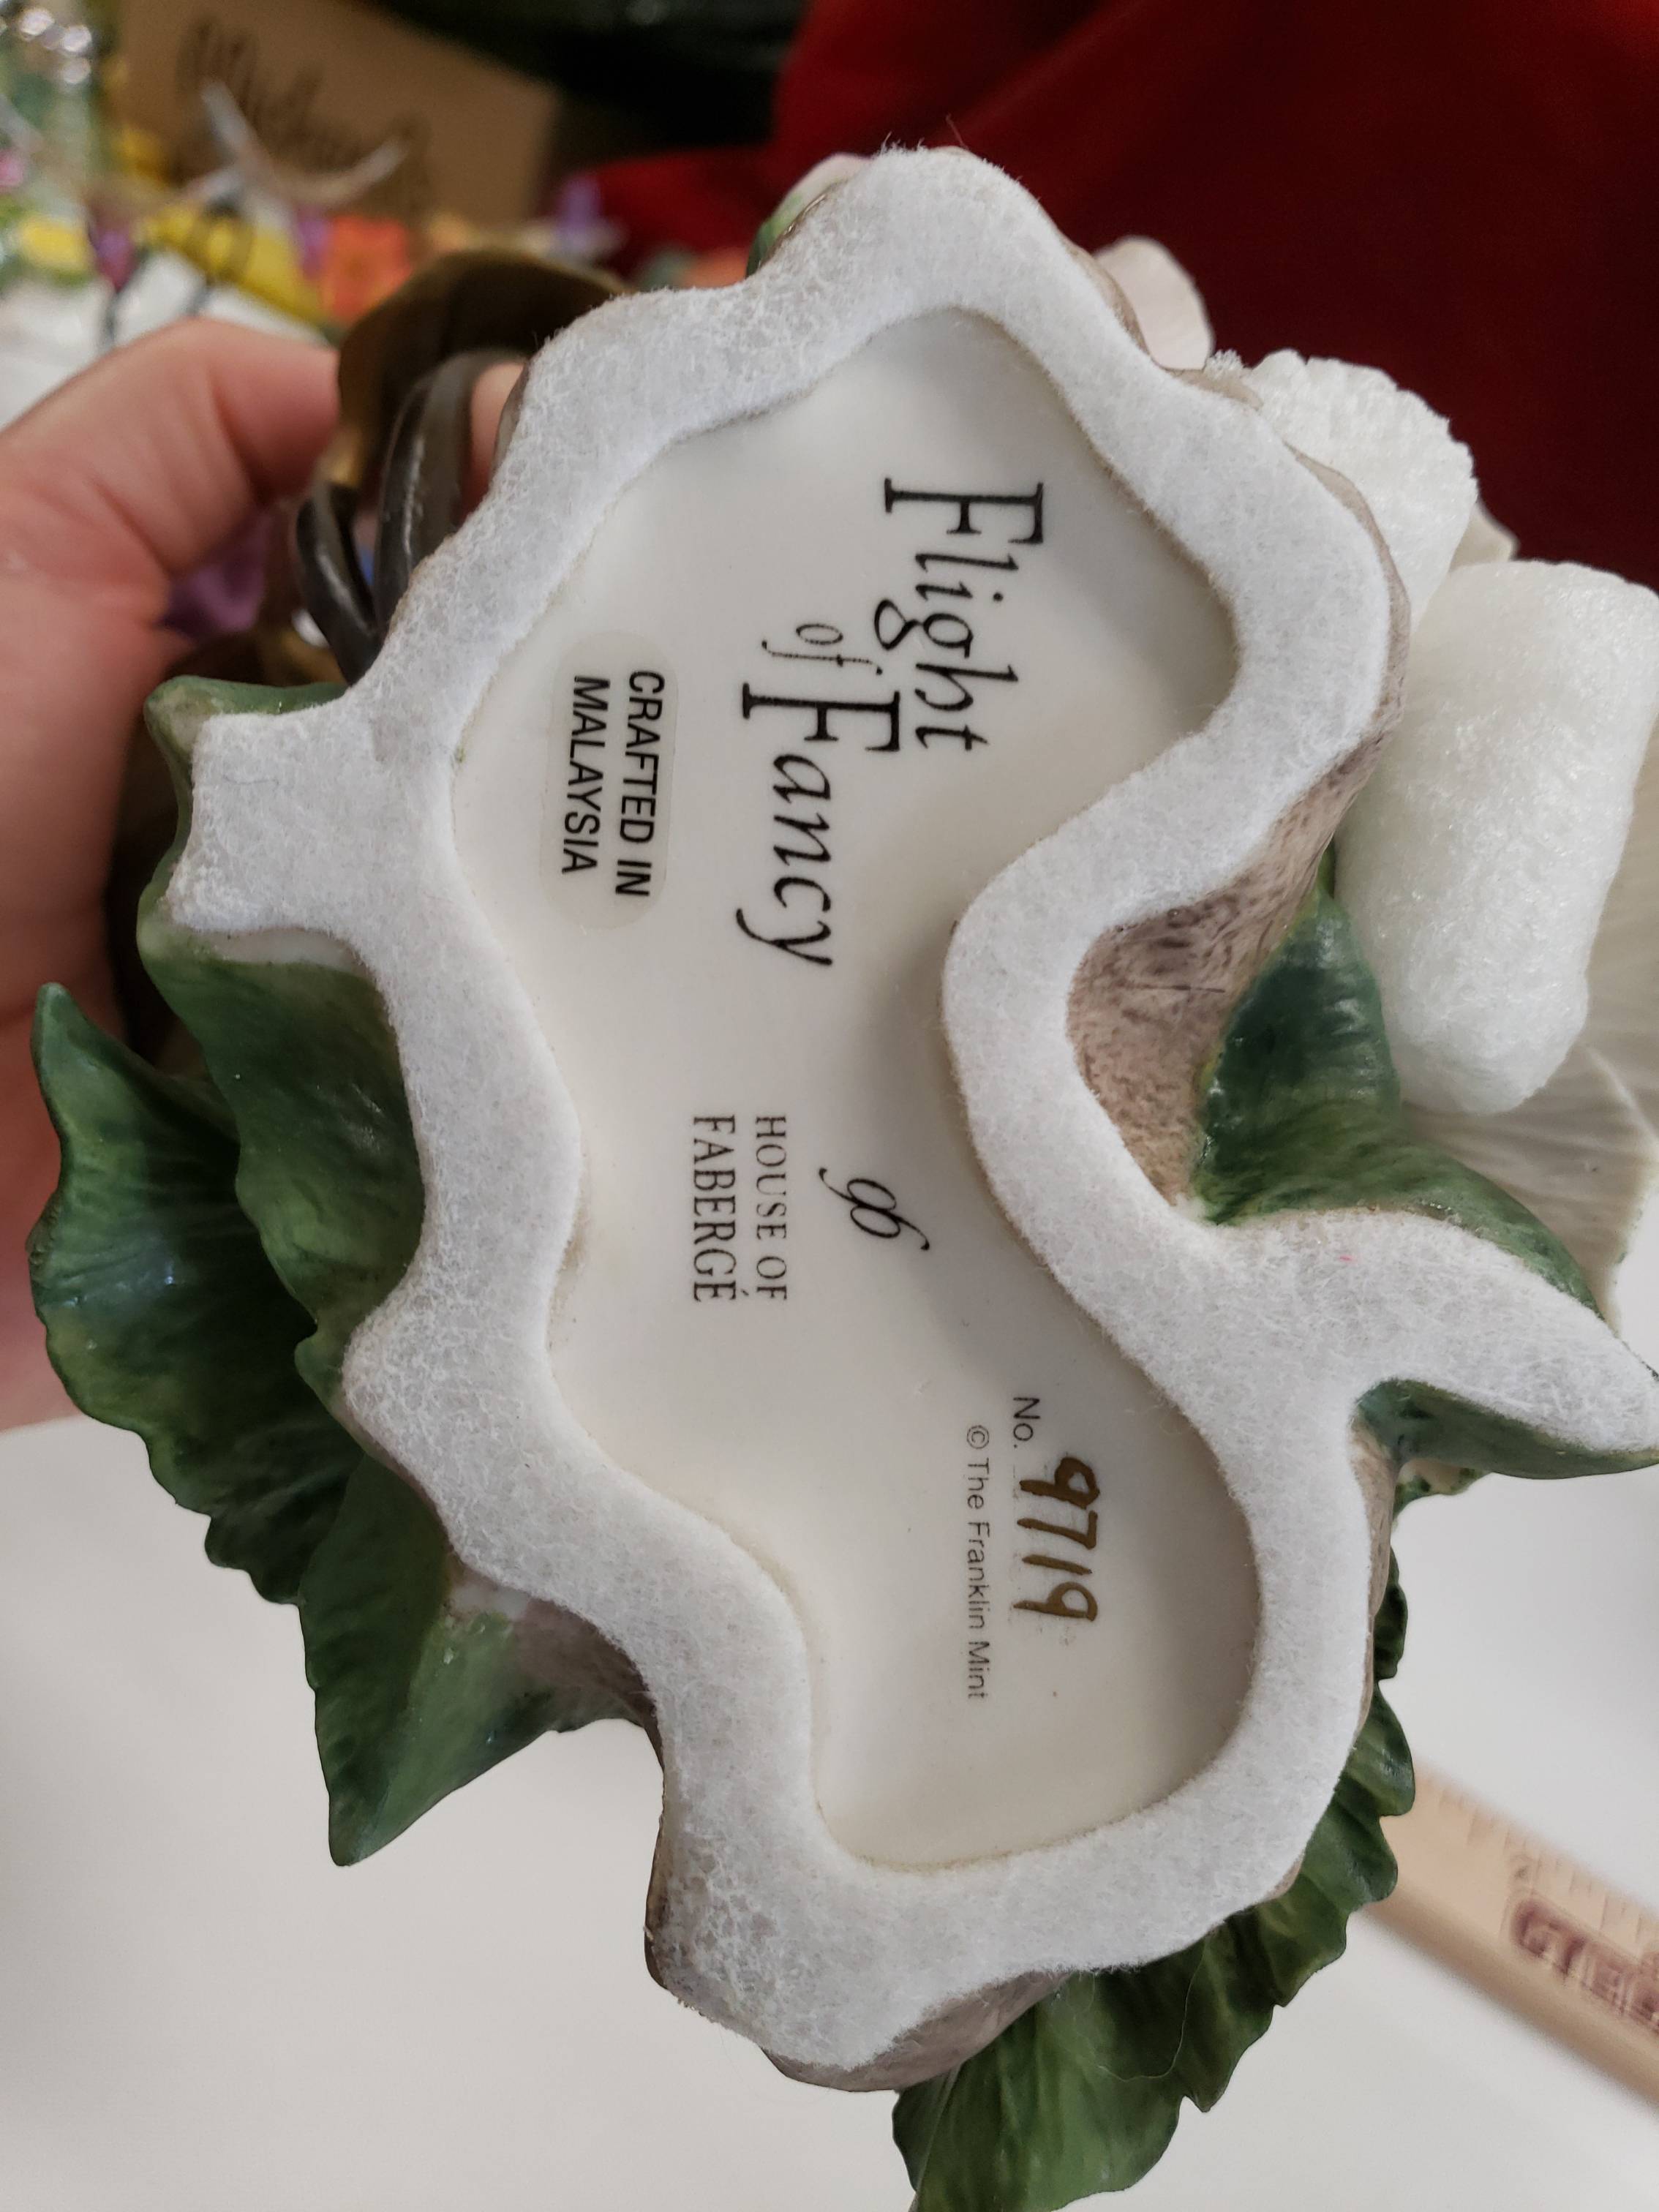 Flight
of Fancy
CRAFTED IN
MALAYSIA
HOUSE OF
FABERGÉ
No. 9719
© The Franklin Mint